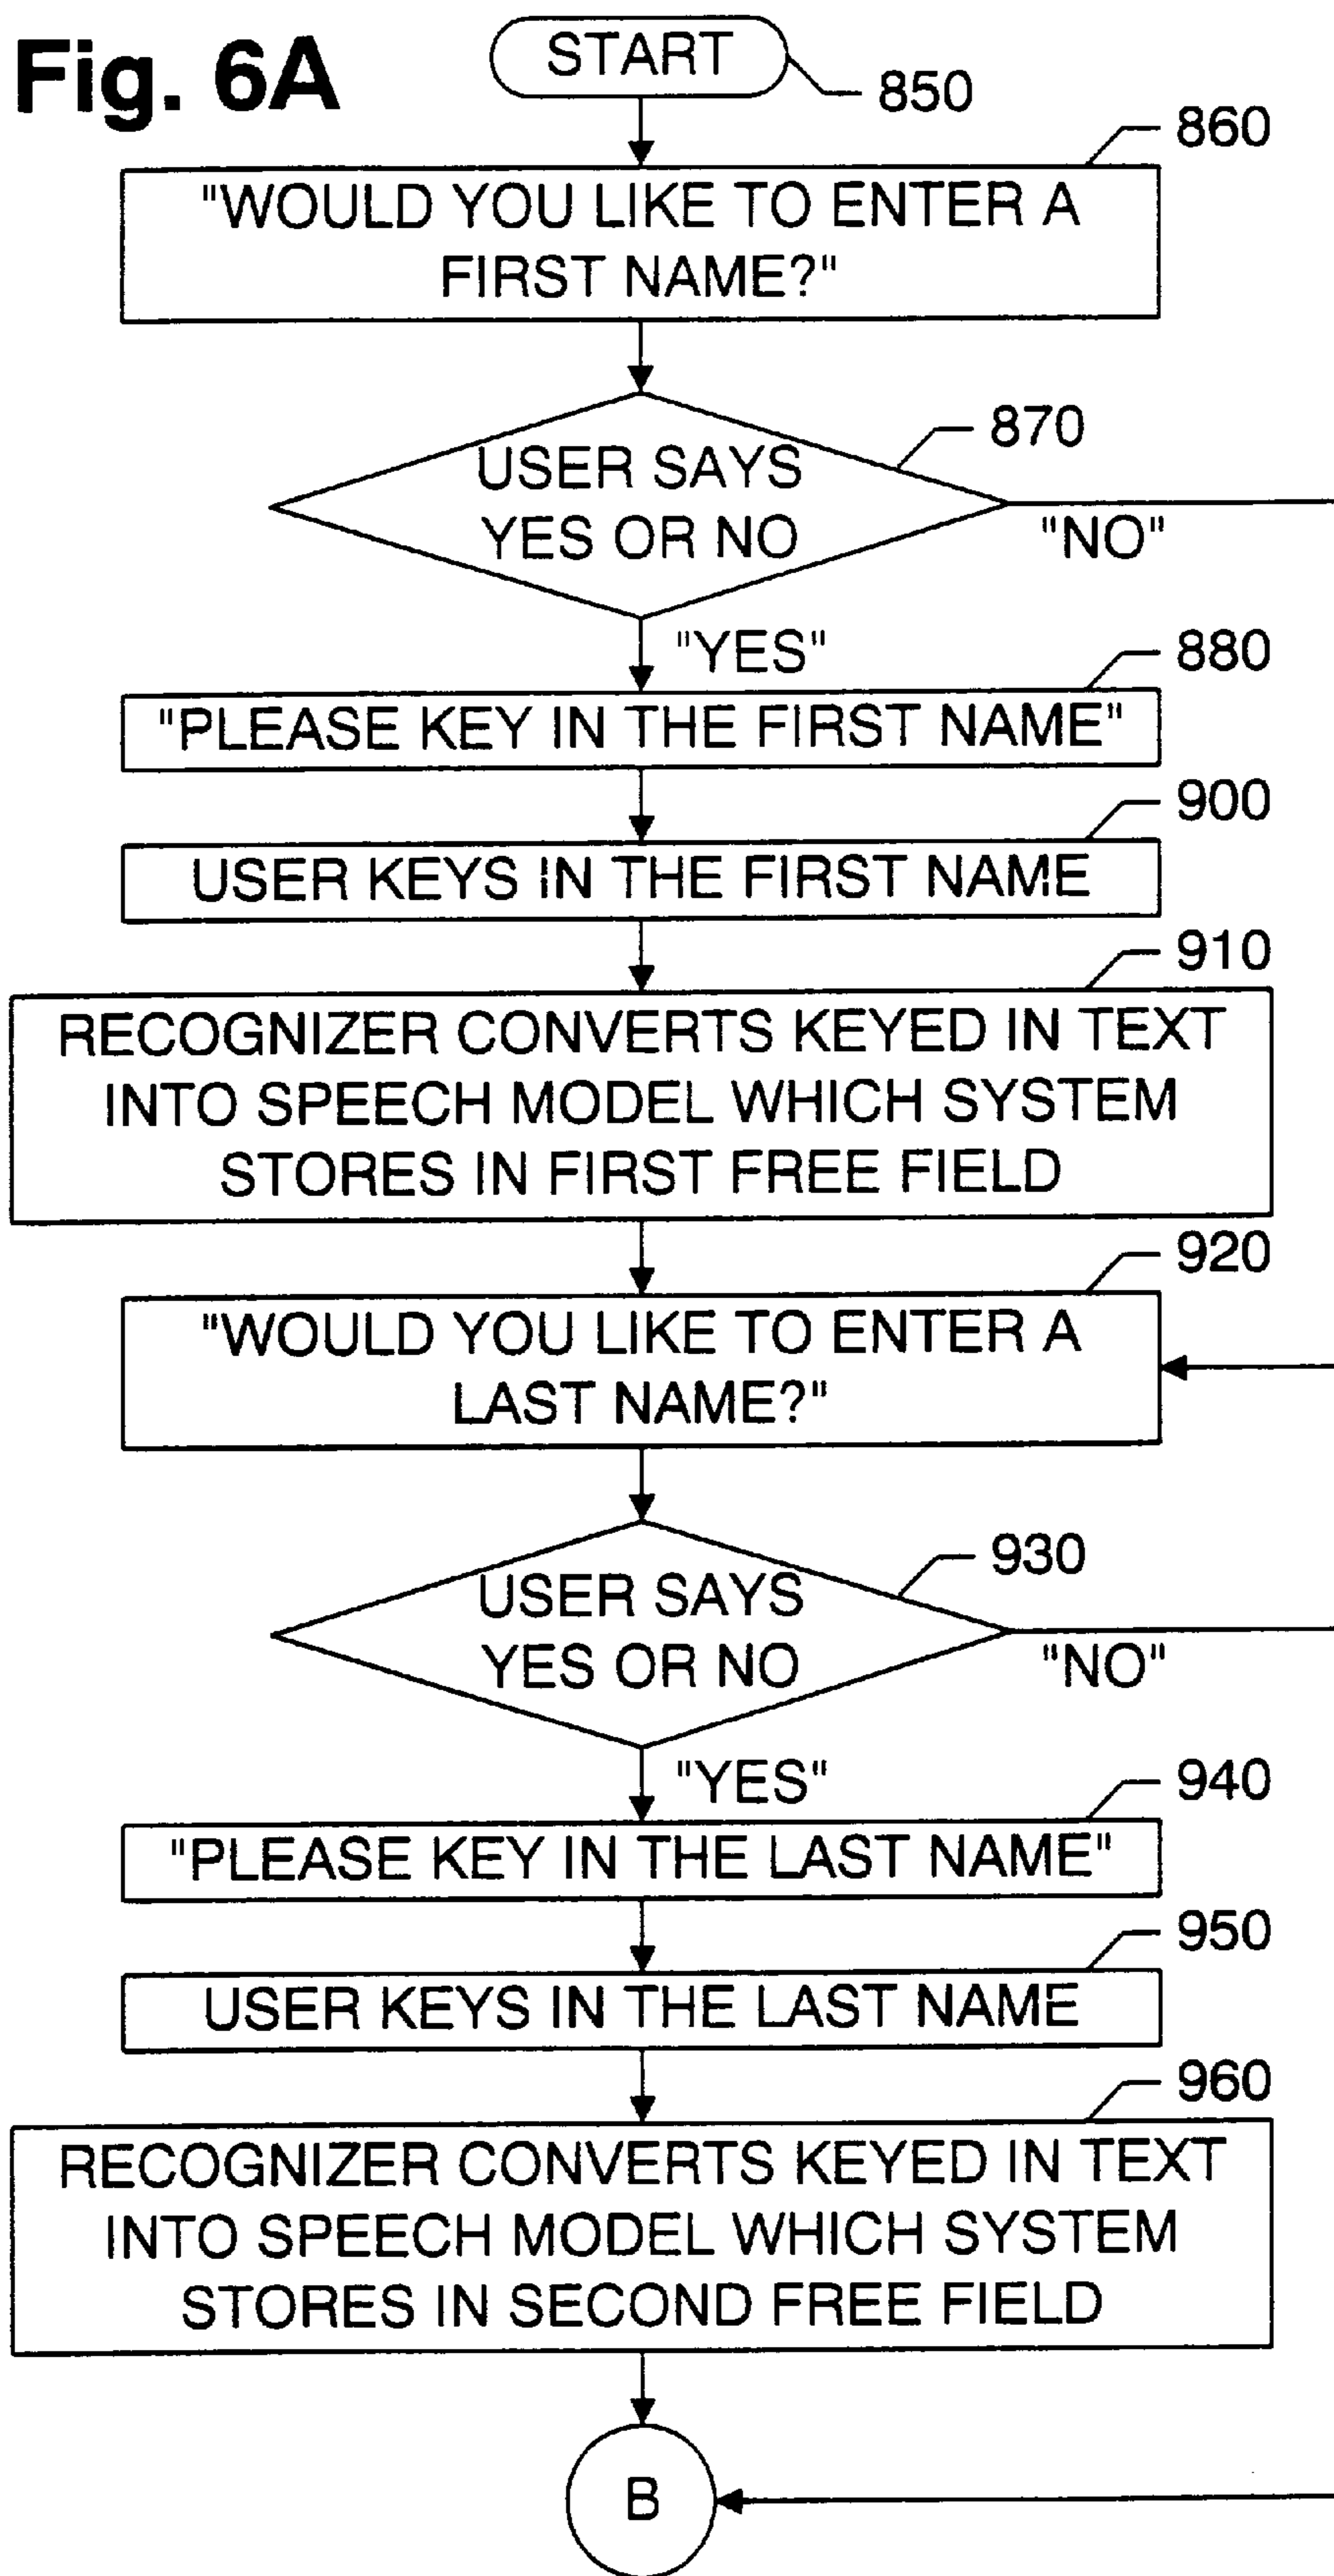 Fig. 6A
START
850
860
"WOULD YOU LIKE TO ENTER A
FIRST NAME?"
870
USER SAYS
YES OR NO
"NO"
"YES"
880
"PLEASE KEY IN THE FIRST NAME"
900
USER KEYS IN THE FIRST NAME
910
RECOGNIZER CONVERTS KEYED IN TEXT
INTO SPEECH MODEL WHICH SYSTEM
STORES IN FIRST FREE FIELD
920
"WOULD YOU LIKE TO ENTER A
LAST NAME?"
930
USER SAYS
YES OR NO
"NO"
"YES"
940
"PLEASE KEY IN THE LAST NAME"
950
USER KEYS IN THE LAST NAME
960
RECOGNIZER CONVERTS KEYED IN TEXT
INTO SPEECH MODEL WHICH SYSTEM
STORES IN SECOND FREE FIELD
B